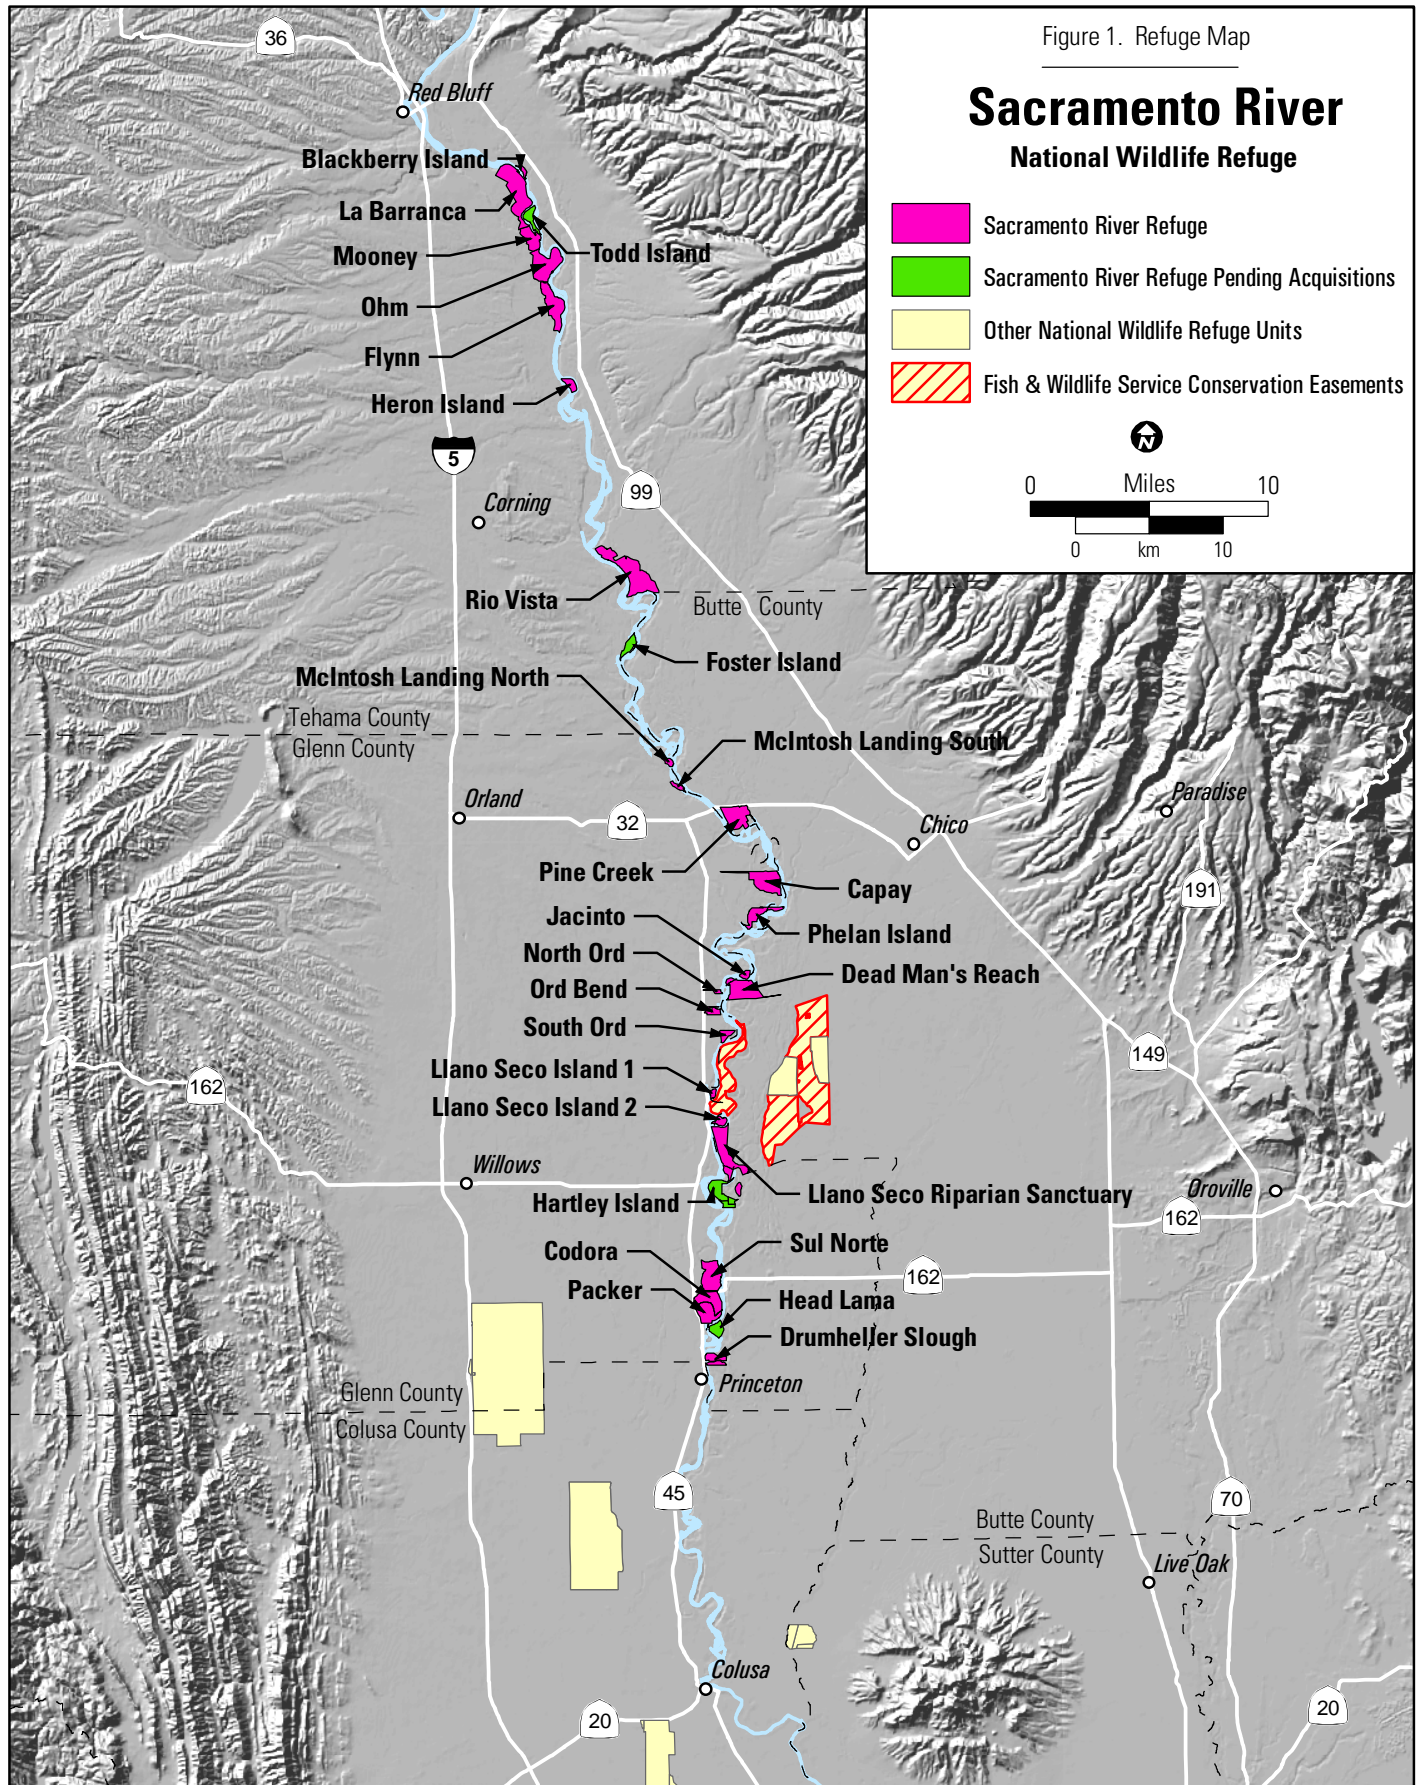 Figure 1. Refuge Map
Sacramento River
National Wildlife Refuge
Sacramento River Refuge
Sacramento River Refuge Pending Acquisitions
Other National Wildlife Refuge Units
Fish & Wildlife Service Conservation Easements
N
0 Miles 10
0 km 10
36
Red Bluff
Blackberry Island
La Barranca
Mooney
Todd Island
Ohm
Flynn
Heron Island
5
99
Corning
Rio Vista
Butte County
Foster Island
McIntosh Landing North
Tehama County
Glenn County
McIntosh Landing South
Orland
32
Paradise
Chico
Pine Creek
Capay
191
Jacinto
Phelan Island
North Ord
Dead Man's Reach
Ord Bend
South Ord
149
Llano Seco Island 1
162
Llano Seco Island 2
Willows
Hartley Island
Llano Seco Riparian Sanctuary
Oroville
162
Sul Norte
Codora
162
Packer
Head Lama
Drumheller Slough
Princeton
Glenn County
Colusa County
45
70
Butte County
Sutter County
Live Oak
Colusa
20
20